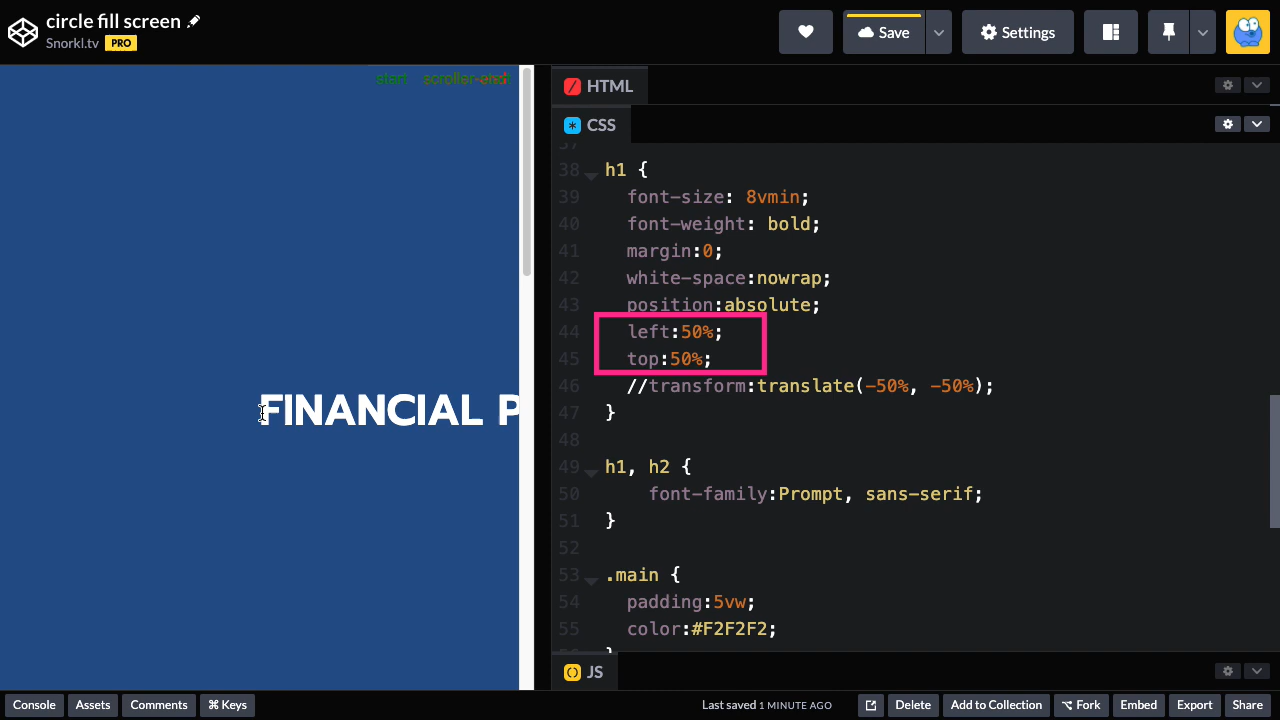 circle fill screen
Snorkl.tv PRO
Save
Settings
start
HTML
CSS
37
38 h1 {
39 font-size: 8vmin;
40 font-weight: bold;
41 margin:0;
42 white-space:nowrap;
43 position:absolute;
44 left:50%;
45 top:50%;
46 //transform:translate(-50%, -50%);
47 }
48
49 h1, h2 {
50 font-family:Prompt, sans-serif;
51 }
52
53 .main {
54 padding:5vw;
55 color:#F2F2F2;
FINANCIAL P
JS
Console Assets Comments ⌘ Keys
Last saved 1 MINUTE AGO
Delete Add to Collection Fork Embed Export Share